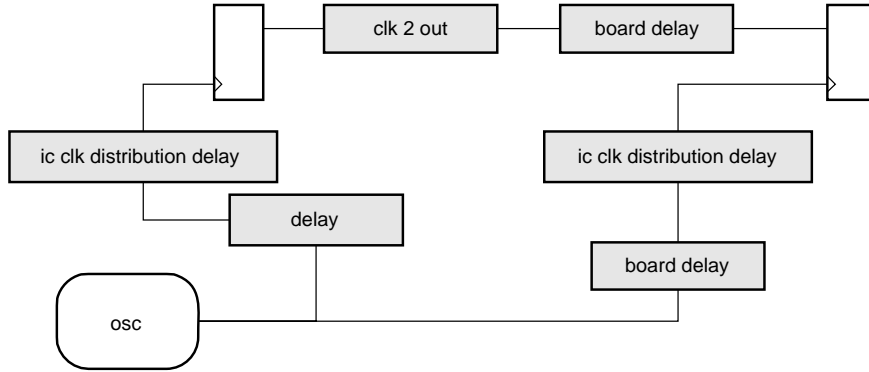 clk 2 out
board delay
ic clk distribution delay
ic clk distribution delay
delay
board delay
osc